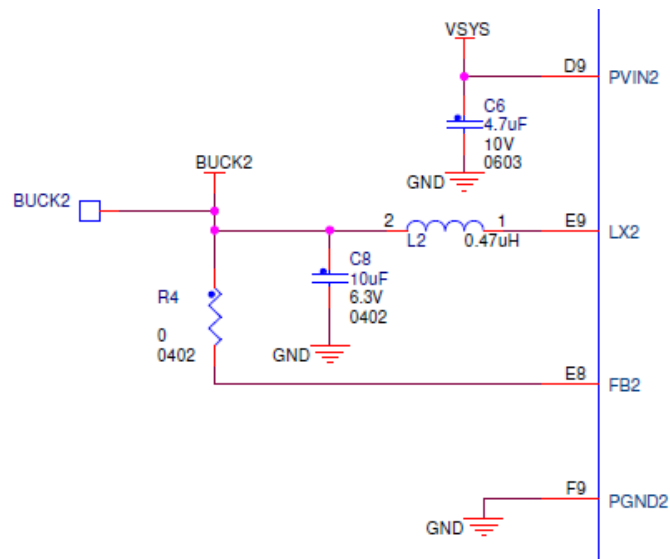 VSYS
D9
PVIN2
C6
4.7uF
10V
0603
GND
BUCK2
BUCK2
2
1
E9
LX2
L2
0.47uH
C8
10uF
6.3V
0402
GND
R4
0
0402
E8
FB2
F9
PGND2
GND